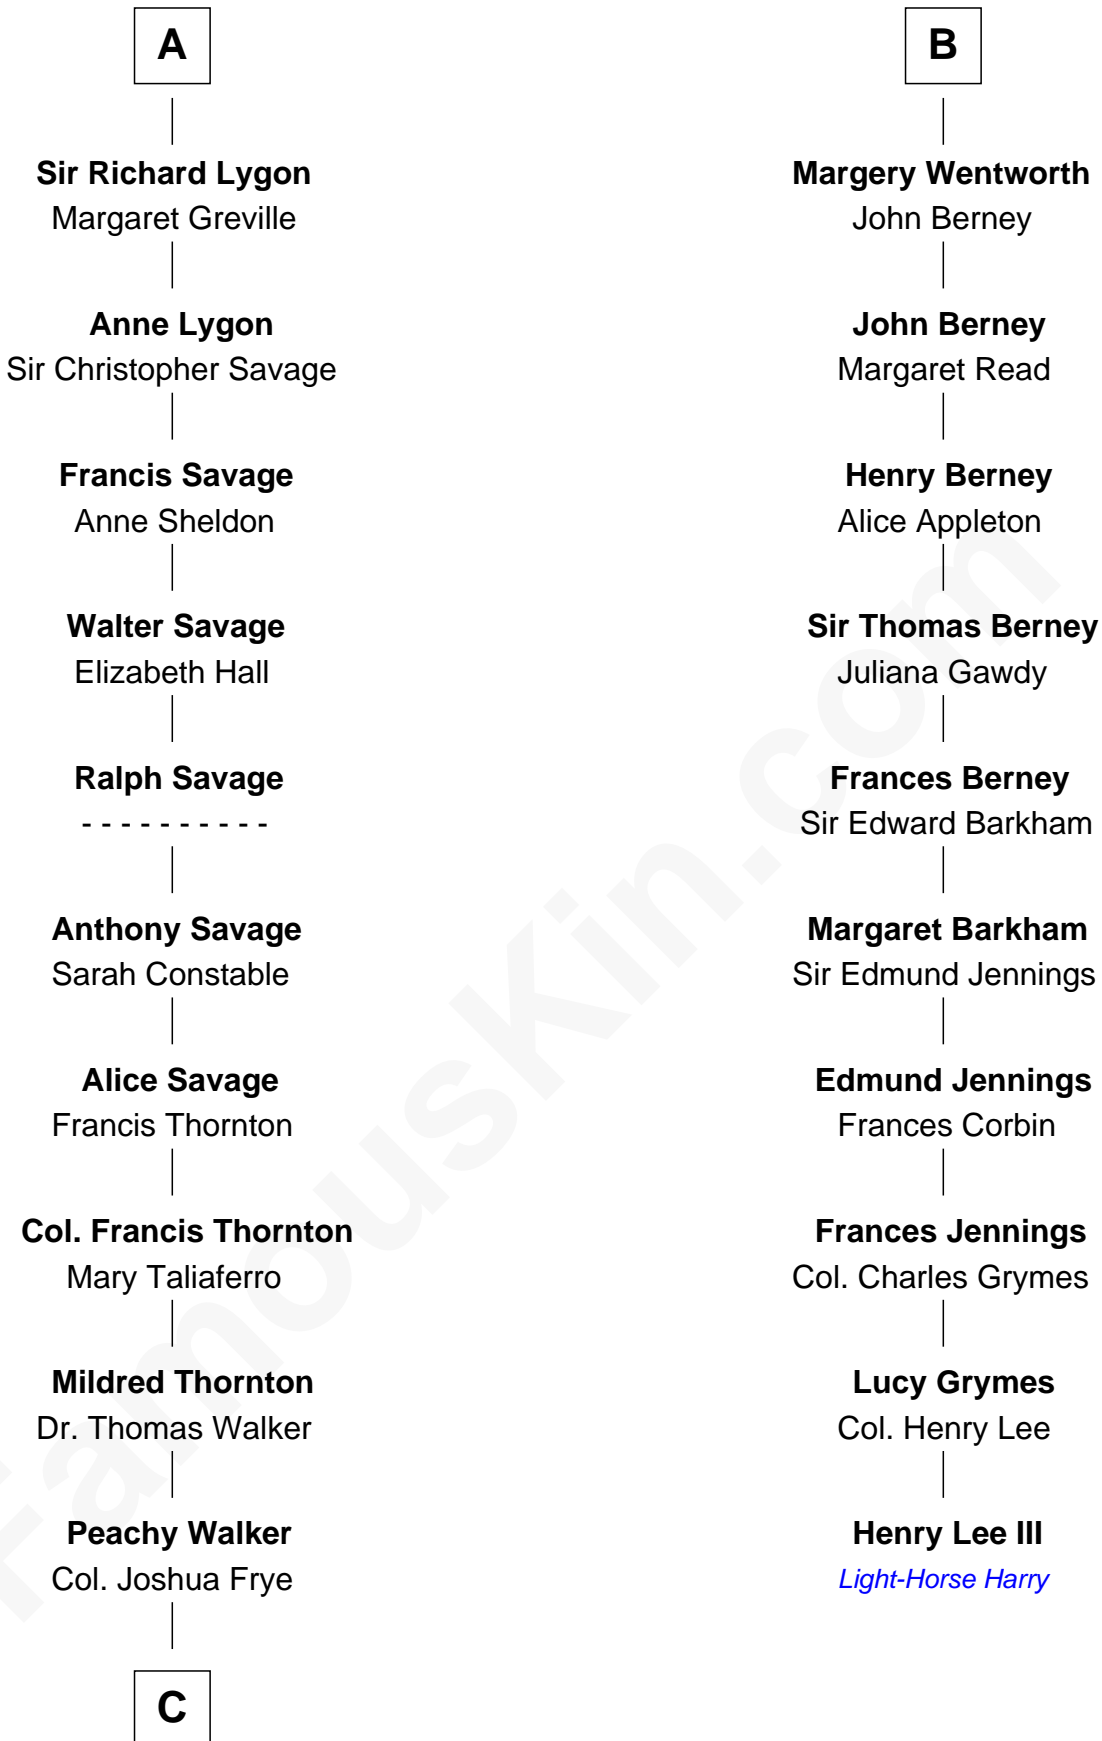 A
Sir Richard Lygon
Margaret Greville
Anne Lygon
Sir Christopher Savage
Francis Savage
Anne Sheldon
Walter Savage
Elizabeth Hall
Ralph Savage
- - - - - - - - - -
Anthony Savage
Sarah Constable
Alice Savage
Francis Thornton
Col. Francis Thornton
Mary Taliaferro
Mildred Thornton
Dr. Thomas Walker
Peachy Walker
Col. Joshua Frye
C
B
Margery Wentworth
John Berney
John Berney
Margaret Read
Henry Berney
Alice Appleton
Sir Thomas Berney
Juliana Gawdy
Frances Berney
Sir Edward Barkham
Margaret Barkham
Sir Edmund Jennings
Edmund Jennings
Frances Corbin
Frances Jennings
Col. Charles Grymes
Lucy Grymes
Col. Henry Lee
Henry Lee III
Light-Horse Harry
FamousKin.com